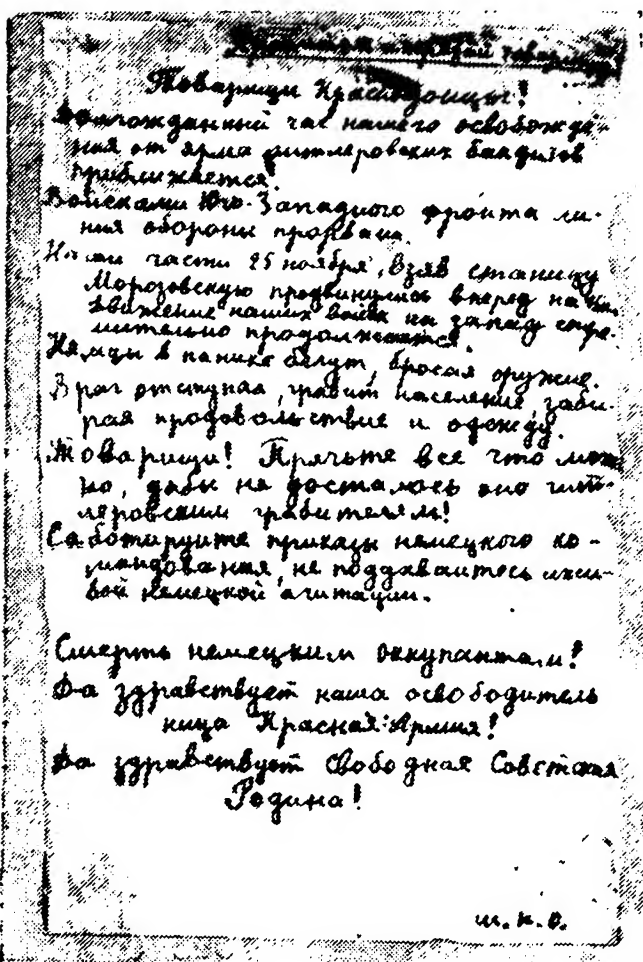 Прочитай и передай товарищу
Товарищи Краснодонцы!
Долгожданный час нашего освобожде-
ния от ярма гитлеровских бандитов
приближается!
Войсками Юго-Западного фронта ли-
ния обороны прорвана.
Наши части 25 ноября, взяв станицу
Морозовскую продвинулись вперед на
Движение наших войск на запад стре-
мительно продолжается.
Немцы в панике бегут, бросая оружие.
Враг отступая, грабит население, заби-
рая продовольствие и одежду.
Товарищи! Прячьте все что мож-
но, дабы не досталось оно гит-
леровским грабителям!
Саботируйте приказы немецкого ко-
мандования, не поддавайтесь лжи-
вой немецкой агитации.
Смерть немецким оккупантам!
Да здравствует наша освободитель
ница Красная Армия!
Да здравствует свободная Советская
Родина!